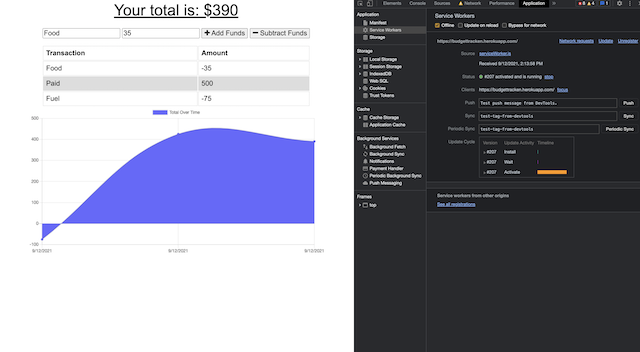 Your total is: $390
Food 35 + Add Funds − Subtract Funds
Transaction Amount
Food -35
Paid 500
Fuel -75
Total Over Time
500
400
300
200
100
0
-100
9/12/2021 9/12/2021 9/12/2021
Elements Console Sources Network Performance Application
Application
Manifest
Service Workers
Storage
Storage
Local Storage
Session Storage
IndexedDB
Web SQL
Cookies
Trust Tokens
Cache
Cache Storage
Application Cache
Background Services
Background Fetch
Background Sync
Notifications
Payment Handler
Periodic Background Sync
Push Messaging
Frames
top
Service Workers
Offline Update on reload Bypass for network
Network requests Update Unregister
Source serviceWorker.js
Received 9/12/2021, 2:13:58 PM
Status #207 activated and is running stop
Clients focus
Push Test push message from DevTools. Push
Sync test-tag-from-devtools Sync
Periodic Sync test-tag-from-devtools Periodic Sync
Update Cycle Version Update Activity Timeline
#207 Install
#207 Wait
#207 Activate
Service workers from other origins
See all registrations